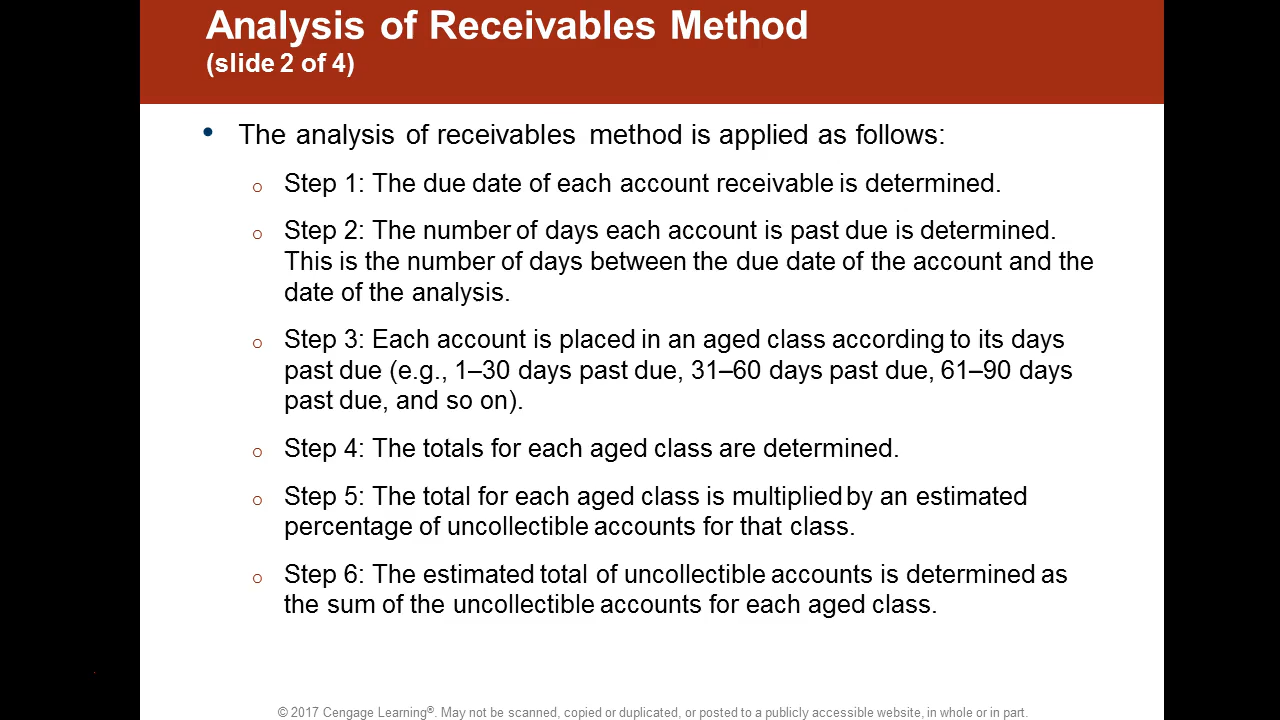 Analysis of Receivables Method
(slide 2 of 4)
• The analysis of receivables method is applied as follows:
o Step 1: The due date of each account receivable is determined.
o Step 2: The number of days each account is past due is determined.
This is the number of days between the due date of the account and the
date of the analysis.
o Step 3: Each account is placed in an aged class according to its days
past due (e.g., 1–30 days past due, 31–60 days past due, 61–90 days
past due, and so on).
o Step 4: The totals for each aged class are determined.
o Step 5: The total for each aged class is multiplied by an estimated
percentage of uncollectible accounts for that class.
o Step 6: The estimated total of uncollectible accounts is determined as
the sum of the uncollectible accounts for each aged class.
© 2017 Cengage Learning®. May not be scanned, copied or duplicated, or posted to a publicly accessible website, in whole or in part.